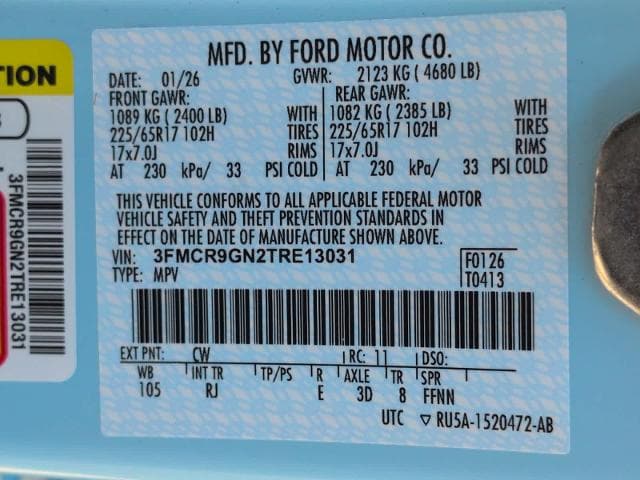 TION
3FMCR9GN2TRE13031
MFD. BY FORD MOTOR CO.
DATE: 01/26 GVWR: 2123 KG ( 4680 LB)
FRONT GAWR: REAR GAWR:
1089 KG ( 2400 LB) WITH 1082 KG ( 2385 LB) WITH
225/65R17 102H TIRES 225/65R17 102H TIRES
17x7.0J RIMS 17x7.0J RIMS
AT 230 kPa/ 33 PSI COLD AT 230 kPa/ 33 PSI COLD
THIS VEHICLE CONFORMS TO ALL APPLICABLE FEDERAL MOTOR
VEHICLE SAFETY AND THEFT PREVENTION STANDARDS IN
EFFECT ON THE DATE OF MANUFACTURE SHOWN ABOVE.
VIN: 3FMCR9GN2TRE13031 F0126
TYPE: MPV T0413
EXT PNT: CW RC: 11 DSO:
WB INT TR TP/PS R AXLE TR SPR
105 RJ E 3D 8 FFNN
UTC ▽ RU5A-1520472-AB